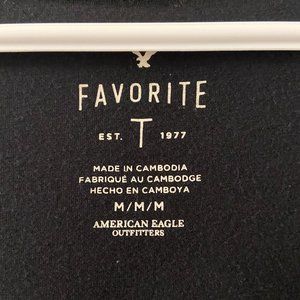 FAVORITE
EST. T 1977
MADE IN CAMBODIA
FABRIQUÉ AU CAMBODGE
HECHO EN CAMBOYA
M/M/M
AMERICAN EAGLE
OUTFITTERS